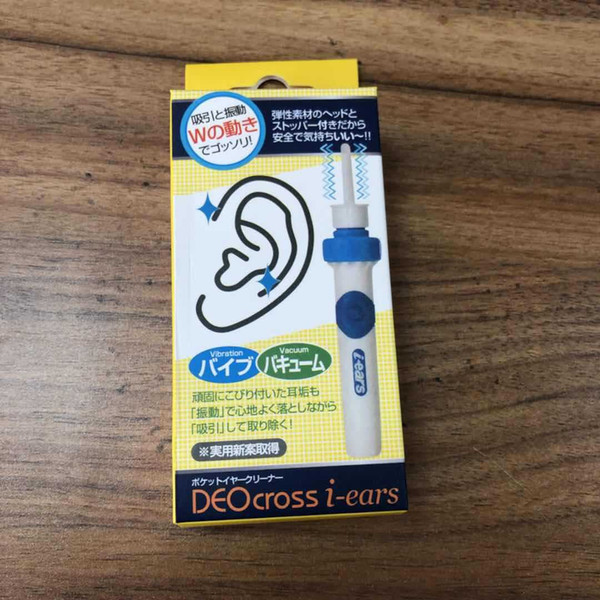 吸引と振動
Wの動き
でゴッソリ!
弾性素材のヘッドと
ストッパー付きだから
安全で気持ちいい〜!!
Vibration
バイブ
Vacuum
バキューム
i-ears
頑固にこびり付いた耳垢も
「振動」で心地よく落としながら
「吸引」して取り除く!
※実用新案取得
ポケットイヤークリーナー
DEOcross i-ears